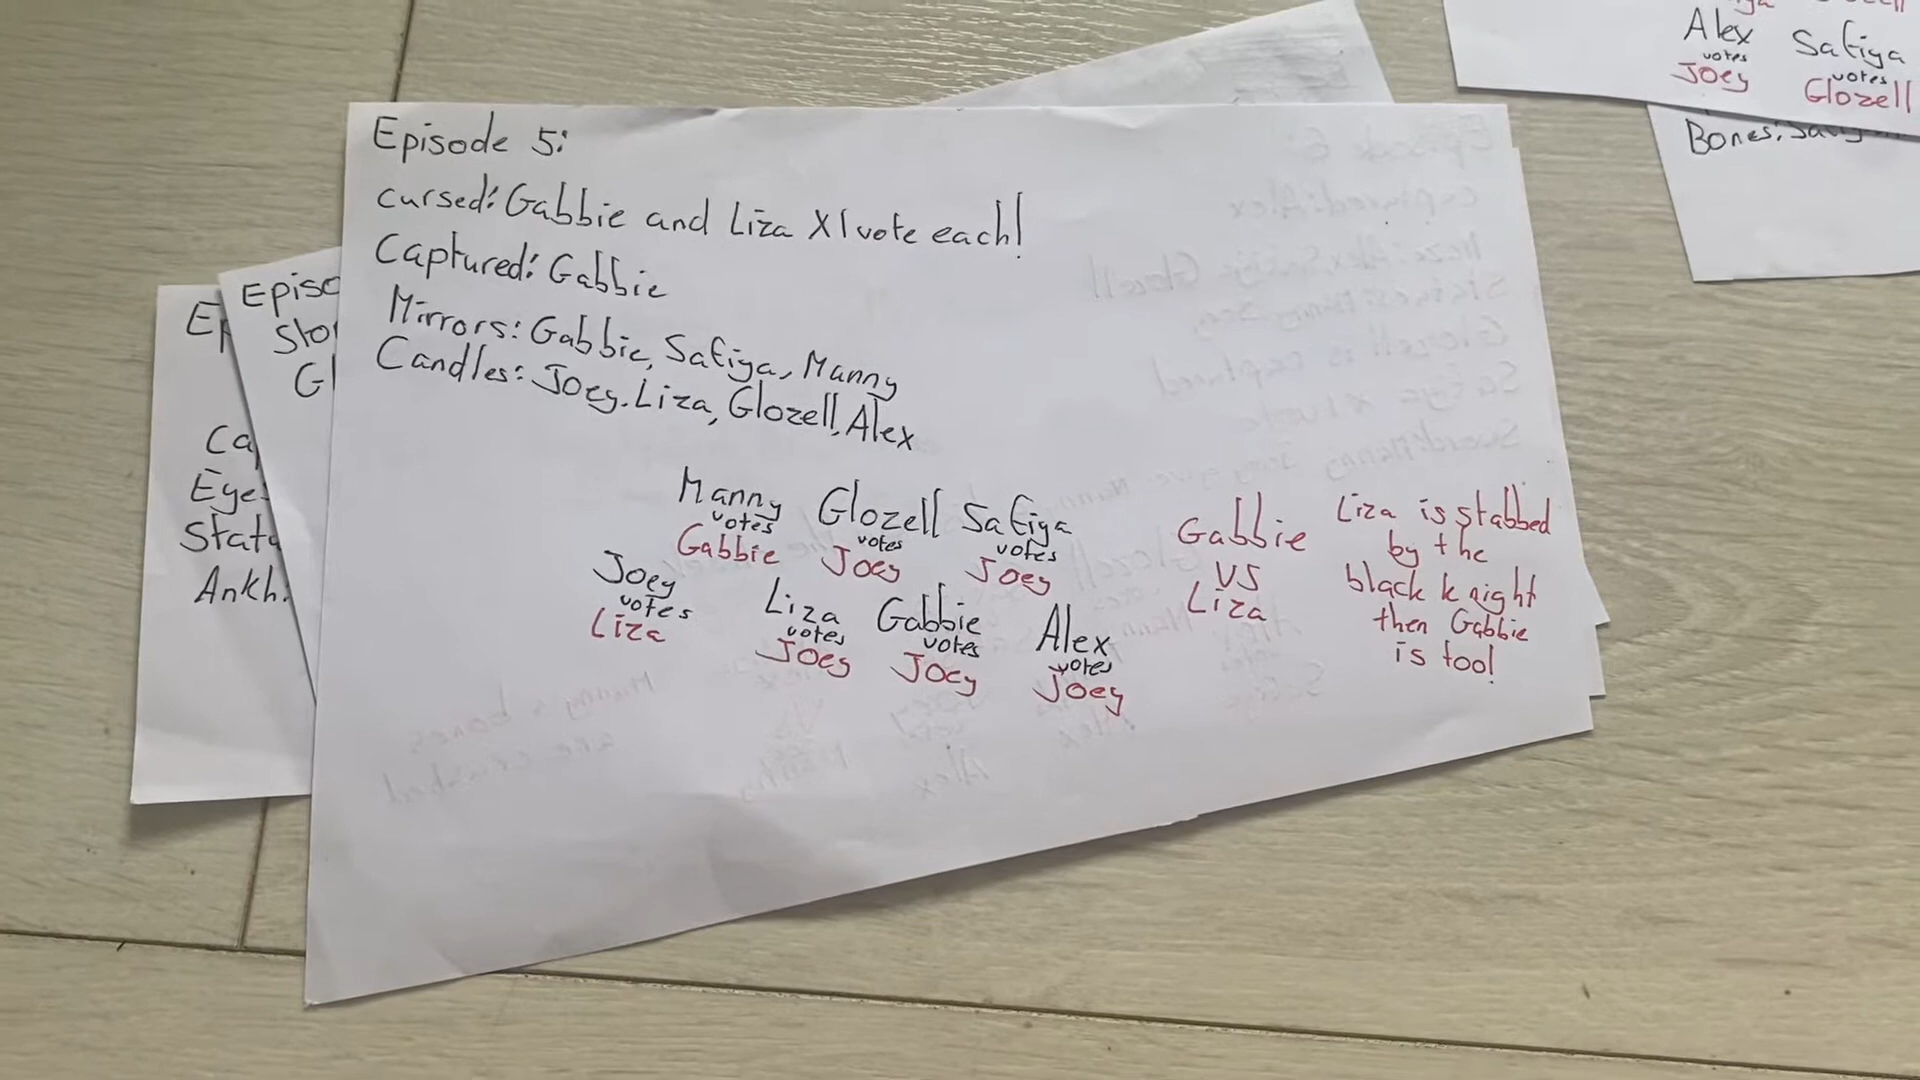 Episode 5:
cursed: Gabbie and Liza X1 vote each!
Captured: Gabbie
Mirrors: Gabbie, Safiya, Manny
Candles: Joey, Liza, Glozell, Alex
Manny votes Gabbie
Glozell votes Joey
Safiya votes Joey
Joey votes Liza
Liza votes Joey
Gabbie votes Joey
Alex votes Joey
Gabbie
VS
Liza
Liza is stabbed
by the
black knight
then Gabbie
is too!
Alex votes Joey
Safiya votes Glozell
Bones:
Ankh: